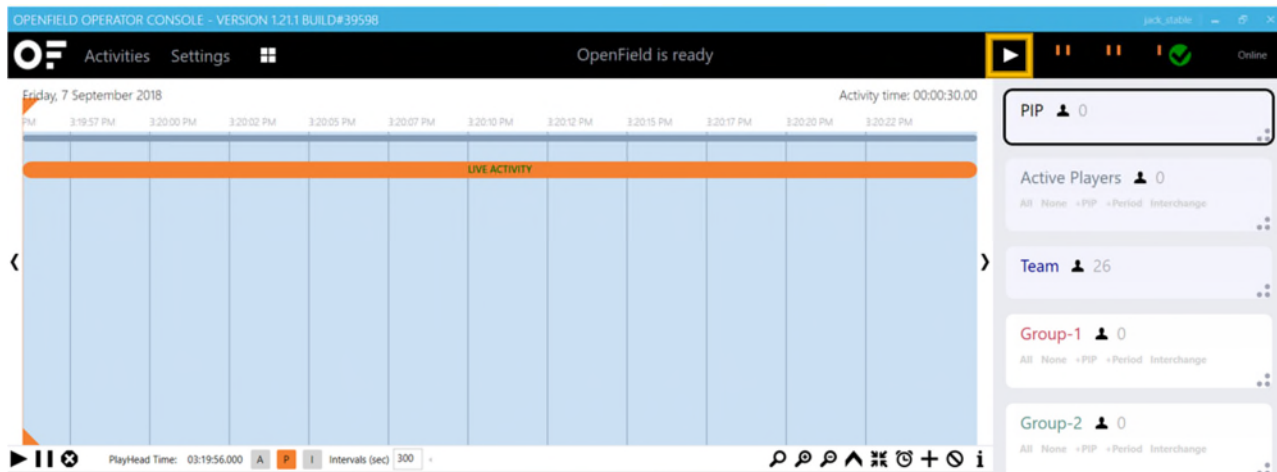 OPENFIELD OPERATOR CONSOLE - VERSION 1.21.1 BUILD#39598 jack_stable
OF Activities Settings OpenField is ready Online
Friday, 7 September 2018 Activity time: 00:00:30.00
PM 3:19:57 PM 3:20:00 PM 3:20:02 PM 3:20:05 PM 3:20:07 PM 3:20:10 PM 3:20:12 PM 3:20:15 PM 3:20:17 PM 3:20:20 PM 3:20:22 PM
LIVE ACTIVITY
PIP 0
Active Players 0
All None +PIP +Period Interchange
Team 26
Group-1 0
All None +PIP +Period Interchange
Group-2 0
All None +PIP +Period Interchange
PlayHead Time: 03:19:56.000 A P I Intervals (sec) 300